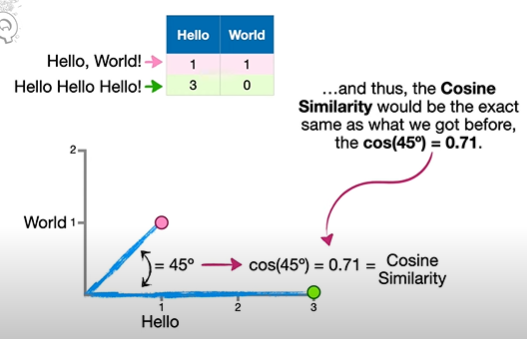 Hello World
Hello, World! 1 1
Hello Hello Hello! 3 0
...and thus, the Cosine
Similarity would be the exact
same as what we got before,
the cos(45º) = 0.71.
2
World 1
= 45º cos(45º) = 0.71 = Cosine
Similarity
1 2 3
Hello